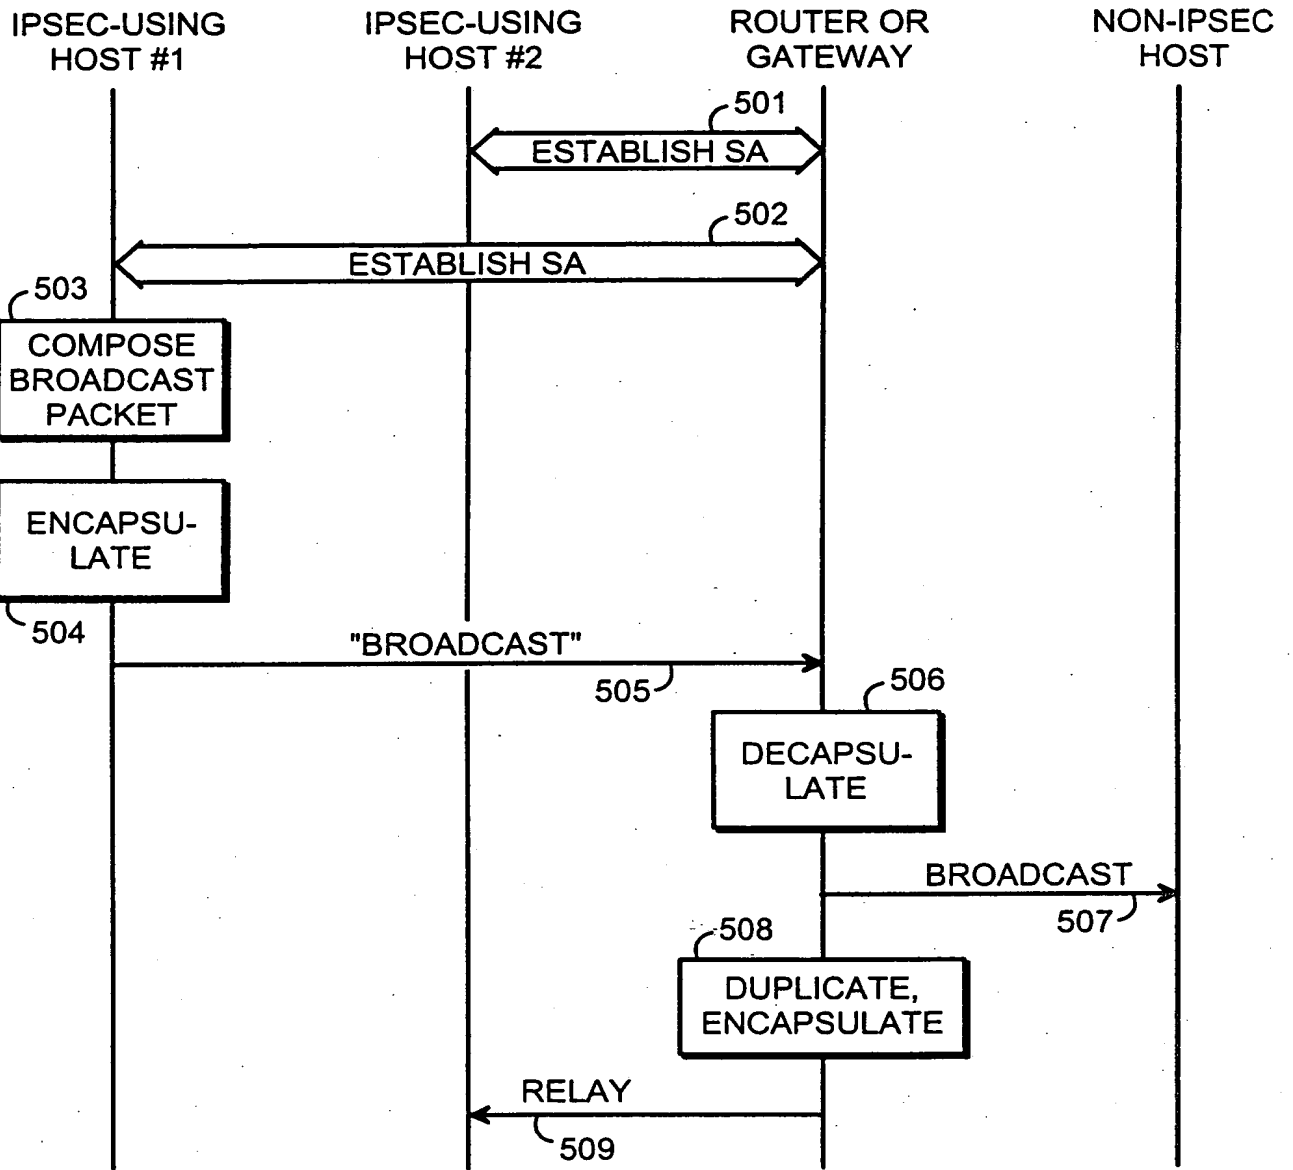 IPSEC-USING
HOST #1
IPSEC-USING
HOST #2
ROUTER OR
GATEWAY
NON-IPSEC
HOST
501
ESTABLISH SA
502
ESTABLISH SA
503
COMPOSE
BROADCAST
PACKET
ENCAPSU-
LATE
504
"BROADCAST"
505
506
DECAPSU-
LATE
BROADCAST
507
508
DUPLICATE,
ENCAPSULATE
RELAY
509